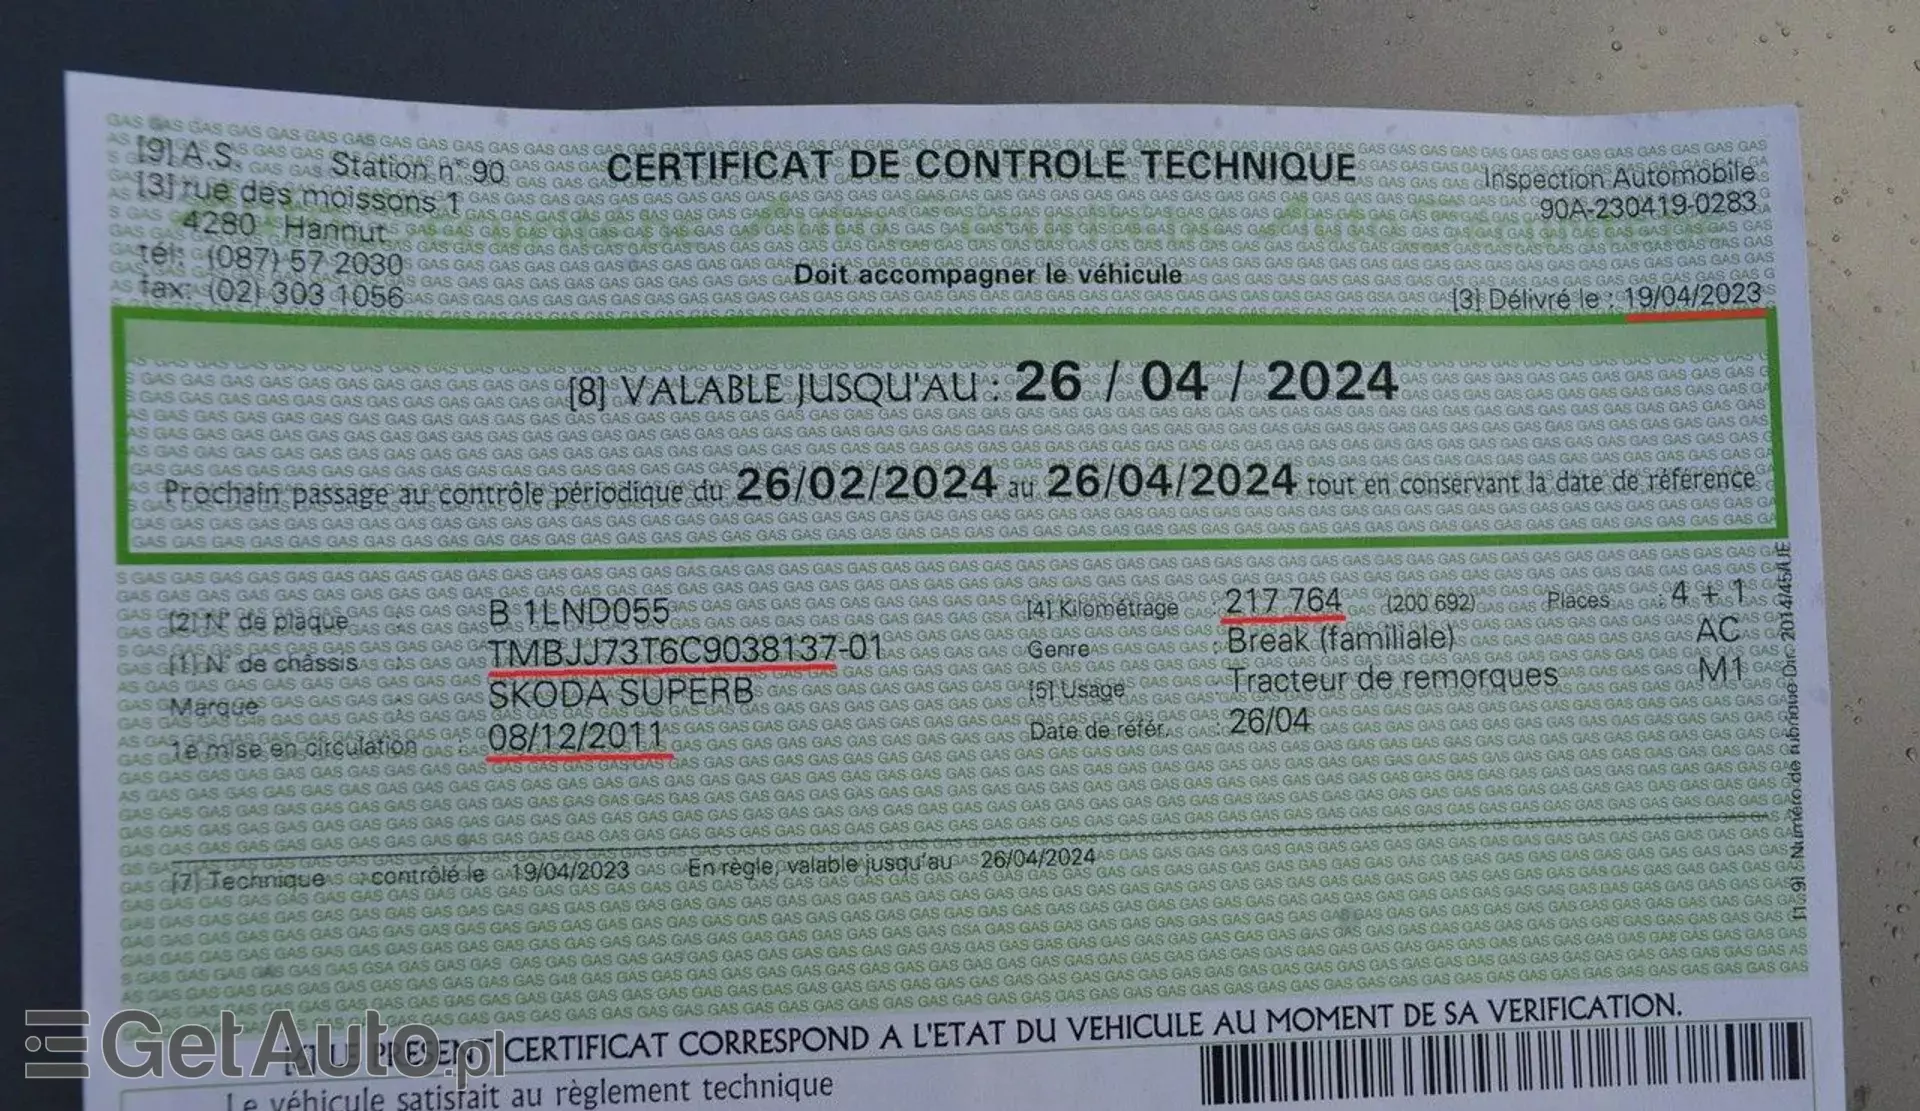 [9] A.S. Station n° 90
[3] rue des moissons 1
4280 Hannut
tél: (087) 57 2030
fax: (02) 303 1056
CERTIFICAT DE CONTROLE TECHNIQUE
Doit accompagner le véhicule
Inspection Automobile
90A-230419-0283
[3] Délivré le : 19/04/2023
[8] VALABLE JUSQU'AU : 26 / 04 / 2024
Prochain passage au contrôle périodique du 26/02/2024 au 26/04/2024 tout en conservant la date de référence
[2] N° de plaque : B 1LND055
[1] N° de châssis : TMBJJ73T6C9038137-01
Marque : SKODA SUPERB
1e mise en circulation : 08/12/2011
[4] Kilométrage : 217 764 (200 692) Places : 4 + 1
Genre : Break (familiale) AC
[5] Usage : Tracteur de remorques M1
Date de référ. : 26/04
[7] Technique : contrôlé le 19/04/2023 En règle, valable jusqu'au 26/04/2024
LE PRESENT CERTIFICAT CORRESPOND A L'ETAT DU VEHICULE AU MOMENT DE SA VERIFICATION.
Le véhicule satisfait au règlement technique
GetAuto.pl